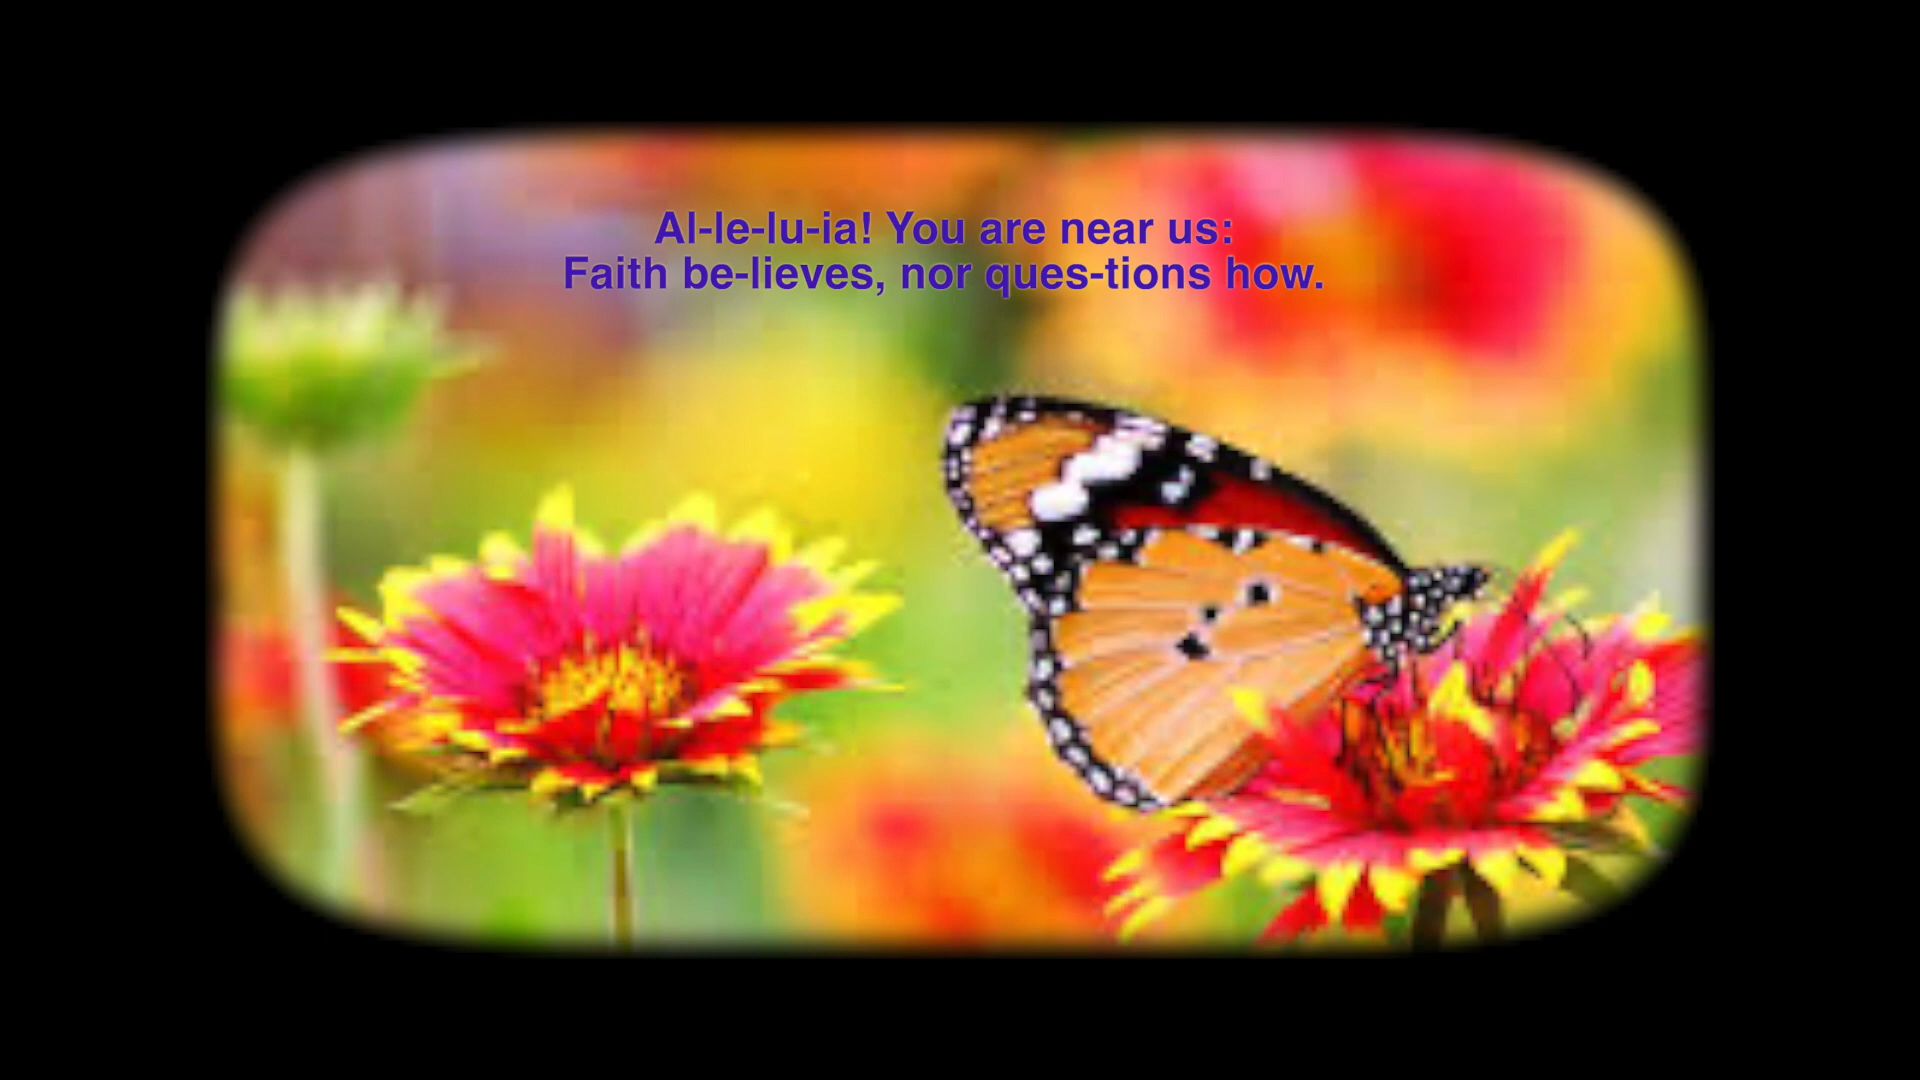 Al-le-lu-ia! You are near us:
Faith be-lieves, nor ques-tions how.